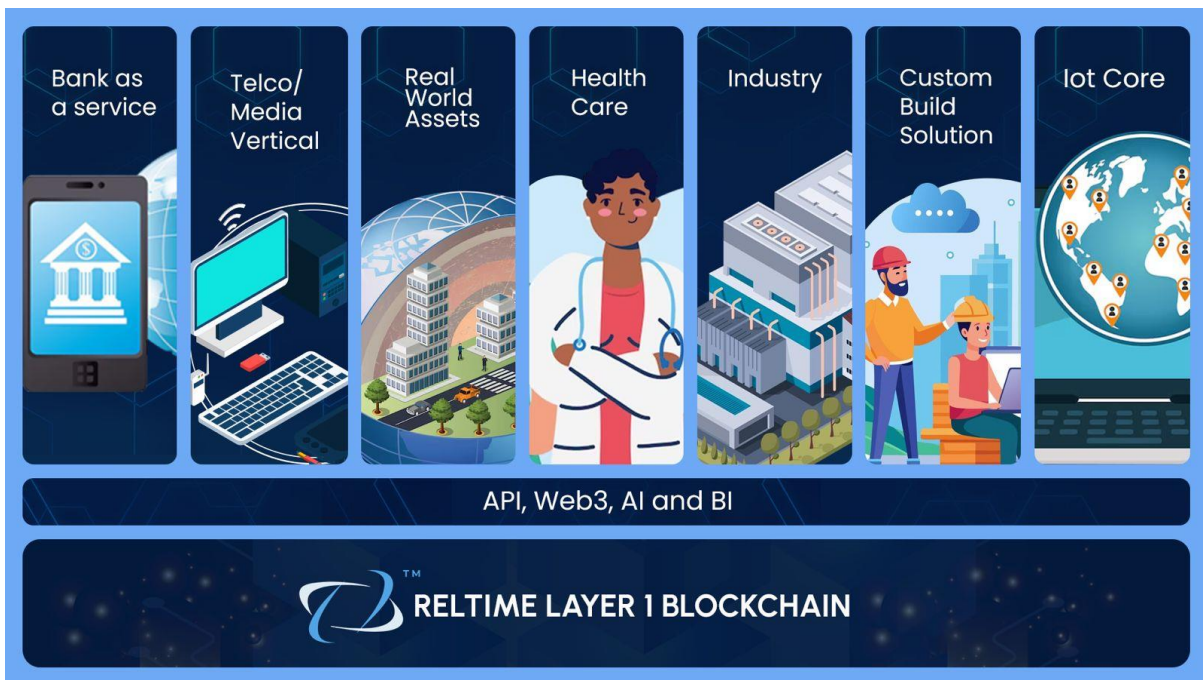 Bank as
a service
Telco/
Media
Vertical
Real
World
Assets
Health
Care
Industry
Custom
Build
Solution
Iot Core
API, Web3, AI and BI
RELTIME LAYER 1 BLOCKCHAIN
TM